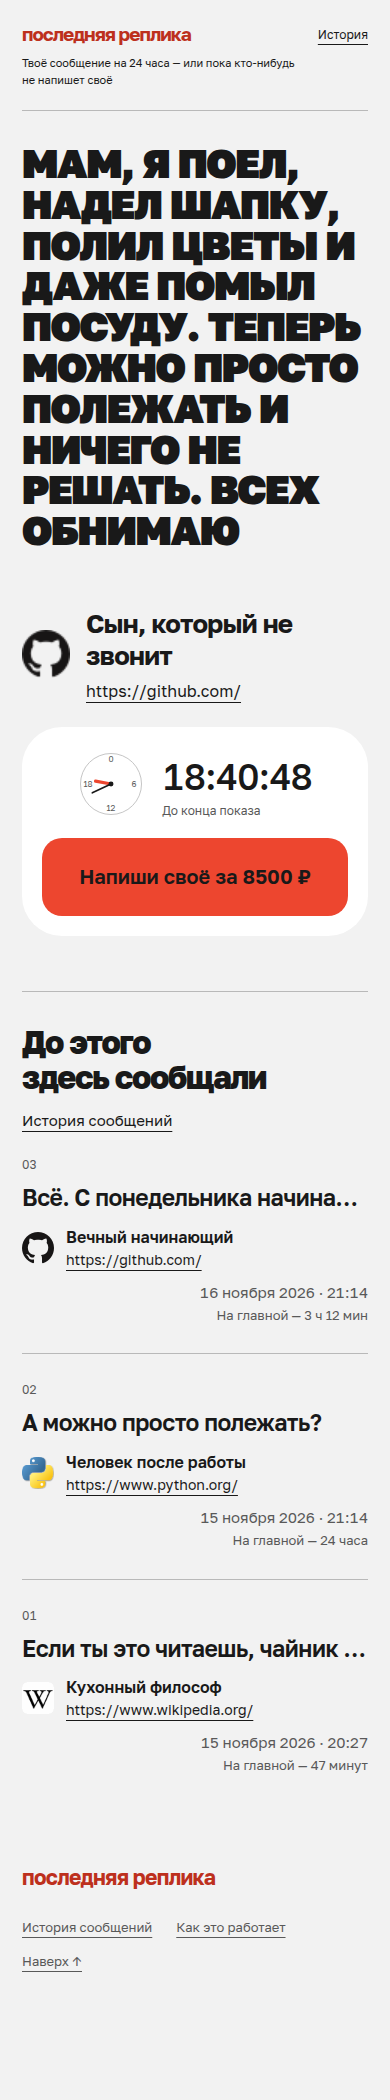 последняя реплика
История
Твоё сообщение на 24 часа — или пока кто-нибудь
не напишет своё
МАМ, Я ПОЕЛ,
НАДЕЛ ШАПКУ,
ПОЛИЛ ЦВЕТЫ И
ДАЖЕ ПОМЫЛ
ПОСУДУ. ТЕПЕРЬ
МОЖНО ПРОСТО
ПОЛЕЖАТЬ И
НИЧЕГО НЕ
РЕШАТЬ. ВСЕХ
ОБНИМАЮ
Сын, который не
звонит
https://github.com/
0
18
6
12
18:40:48
До конца показа
Напиши своё за 8500 ₽
До этого
здесь сообщали
История сообщений
03
Всё. С понедельника начина...
Вечный начинающий
https://github.com/
16 ноября 2026 · 21:14
На главной — 3 ч 12 мин
02
А можно просто полежать?
Человек после работы
https://www.python.org/
15 ноября 2026 · 21:14
На главной — 24 часа
01
Если ты это читаешь, чайник ...
W
Кухонный философ
https://www.wikipedia.org/
15 ноября 2026 · 20:27
На главной — 47 минут
последняя реплика
История сообщений
Как это работает
Наверх ↑